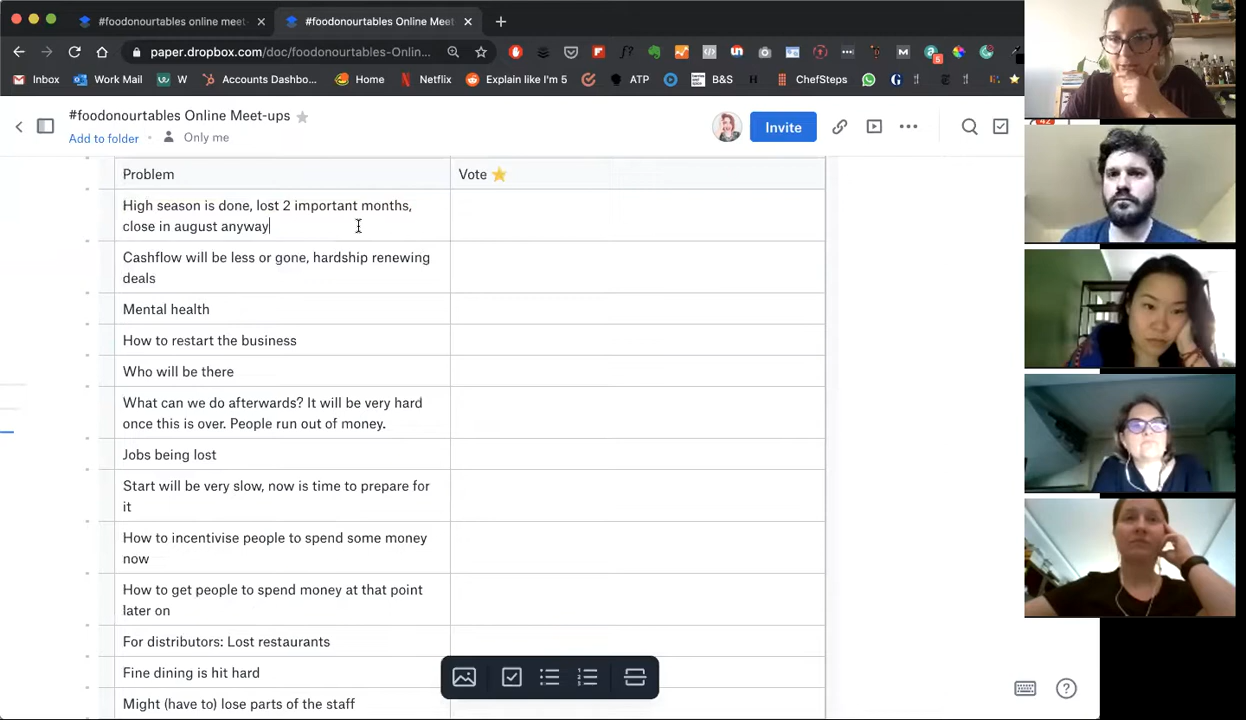 #foodonourtables online meet-
#foodonourtables Online Meet
paper.dropbox.com/doc/foodonourtables-Onlin...
5
Inbox
Work Mail
W
Accounts Dashbo...
Home
Netflix
Explain like I'm 5
ATP
B&S
H
ChefSteps
#foodonourtables Online Meet-ups
Add to folder
Only me
Invite
42
Problem
Vote ⭐
High season is done, lost 2 important months,
close in august anyway
Cashflow will be less or gone, hardship renewing
deals
Mental health
How to restart the business
Who will be there
What can we do afterwards? It will be very hard
once this is over. People run out of money.
Jobs being lost
Start will be very slow, now is time to prepare for
it
How to incentivise people to spend some money
now
How to get people to spend money at that point
later on
For distributors: Lost restaurants
Fine dining is hit hard
Might (have to) lose parts of the staff